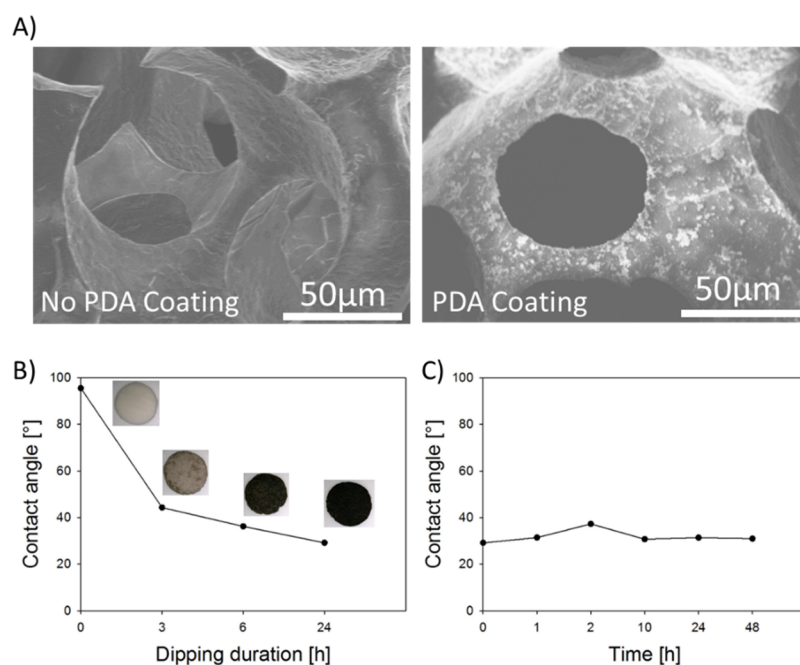 A)
No PDA Coating
50µm
PDA Coating
50µm
B)
Contact angle [°]
100
80
60
40
20
0
0 3 6 24
Dipping duration [h]
C)
Contact angle [°]
100
80
60
40
20
0
0 1 2 10 24 48
Time [h]